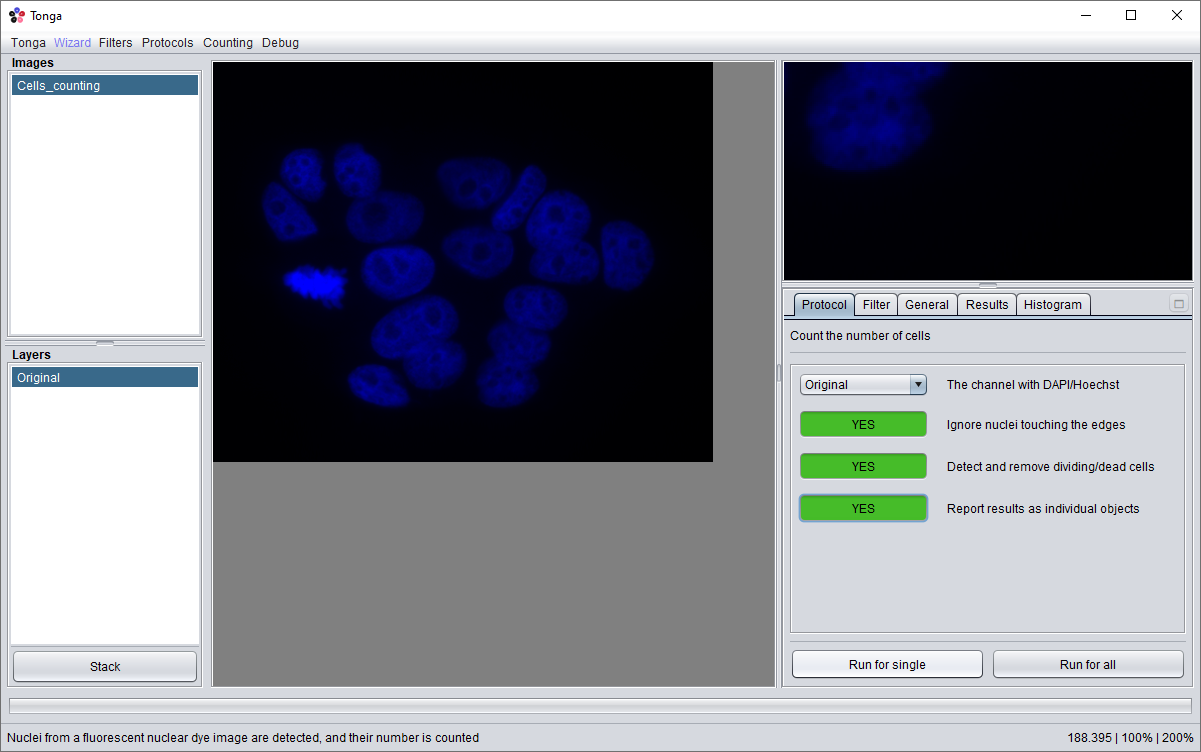 Tonga
Tonga Wizard Filters Protocols Counting Debug
Images
Cells_counting
Layers
Original
Stack
Protocol Filter General Results Histogram
Count the number of cells
Original The channel with DAPI/Hoechst
YES Ignore nuclei touching the edges
YES Detect and remove dividing/dead cells
YES Report results as individual objects
Run for single Run for all
Nuclei from a fluorescent nuclear dye image are detected, and their number is counted 188.395 | 100% | 200%